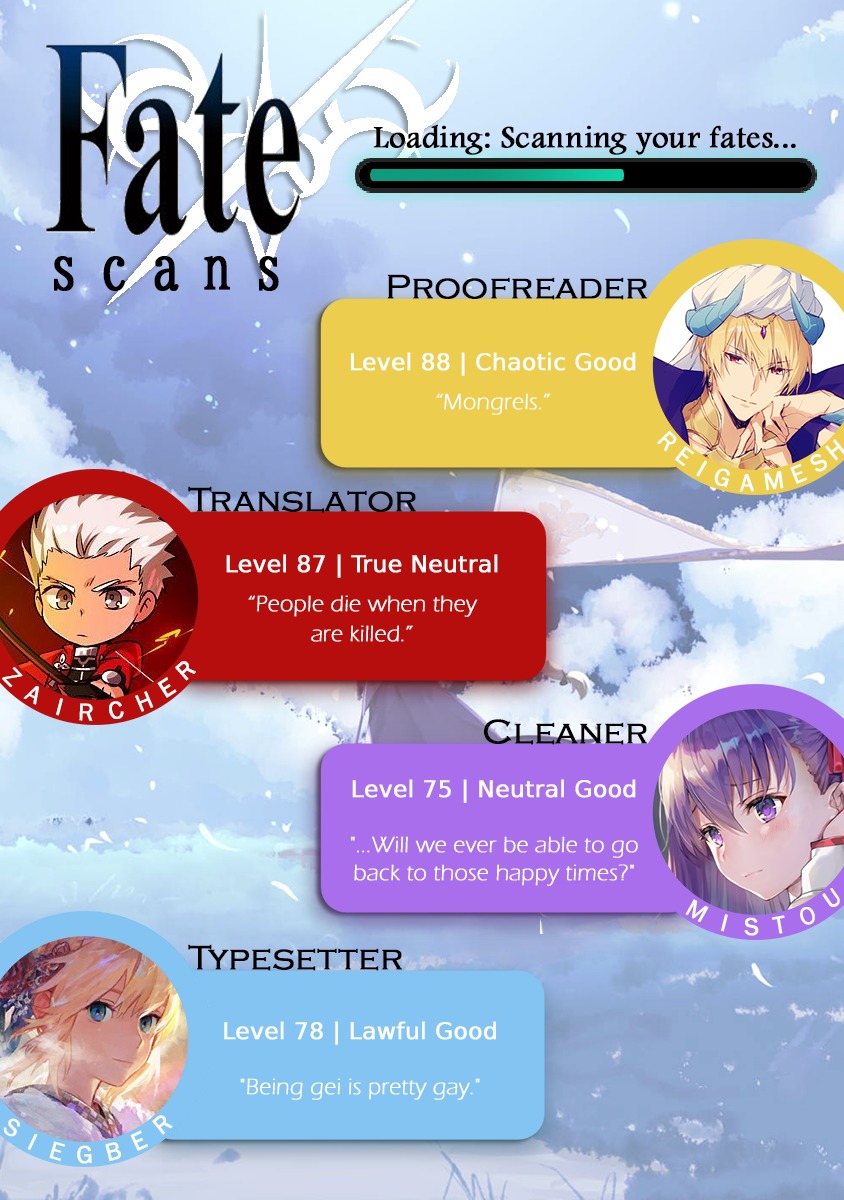 Fate
scans
Loading: Scanning your fates...
PROOFREADER
Level 88 | Chaotic Good
“Mongrels.”
REIGAMESH
TRANSLATOR
Level 87 | True Neutral
“People die when they
are killed.”
ZAIRCHER
CLEANER
Level 75 | Neutral Good
"...Will we ever be able to go
back to those happy times?"
MISTOU
TYPESETTER
Level 78 | Lawful Good
"Being gei is pretty gay."
SIEGBER